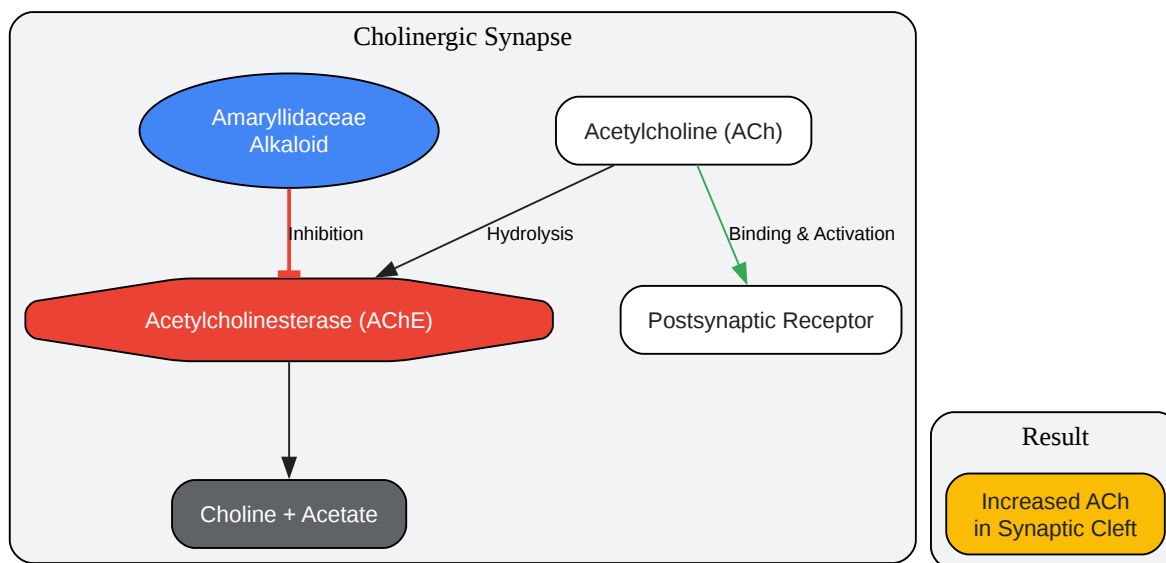 Cholinergic Synapse
Amaryllidaceae
Alkaloid
Acetylcholine (ACh)
Inhibition
Hydrolysis
Binding & Activation
Acetylcholinesterase (AChE)
Postsynaptic Receptor
Choline + Acetate
Result
Increased ACh
in Synaptic Cleft